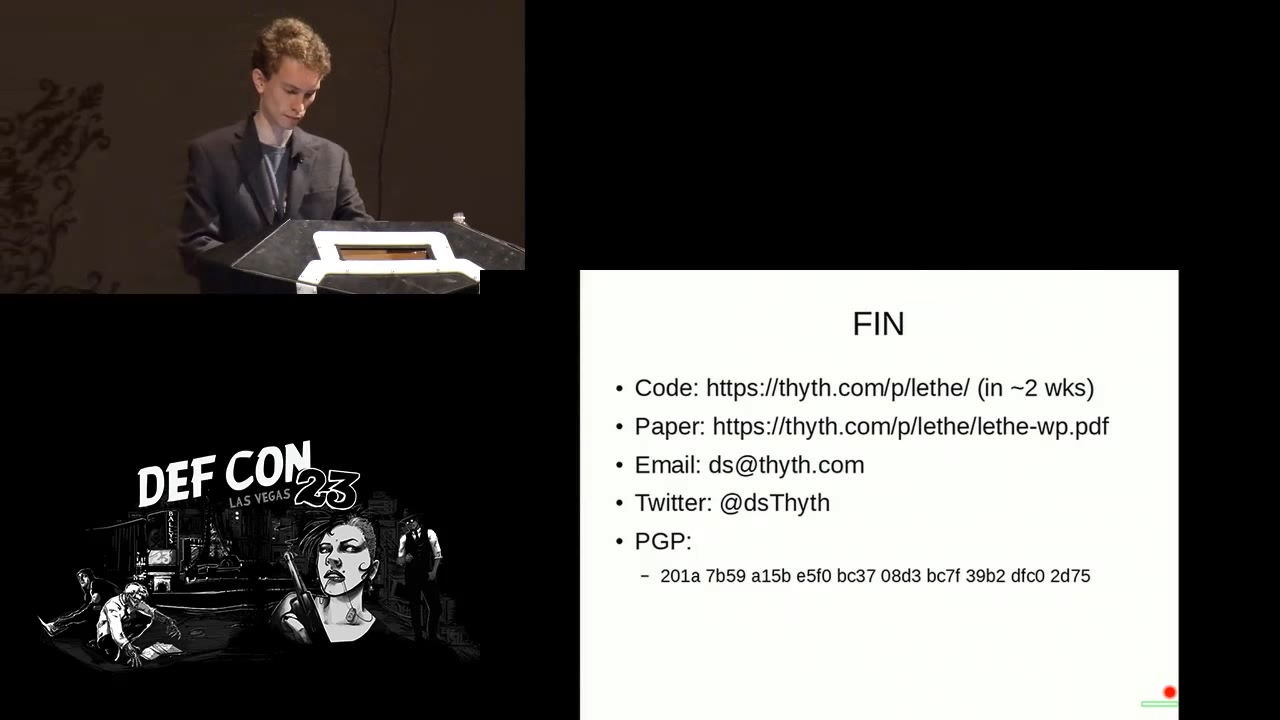 FIN
• Code: https://thyth.com/p/lethe/ (in ~2 wks)
• Paper: https://thyth.com/p/lethe/lethe-wp.pdf
• Email: ds@thyth.com
• Twitter: @dsThyth
• PGP:
– 201a 7b59 a15b e5f0 bc37 08d3 bc7f 39b2 dfc0 2d75
DEF CON
LAS VEGAS 23
BALLYS